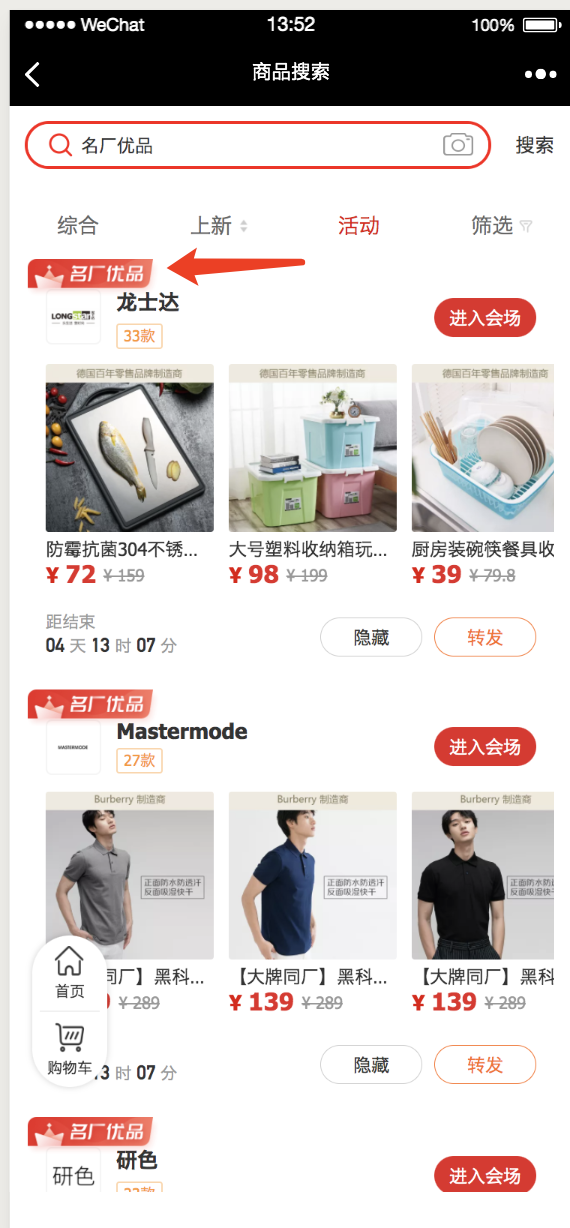 WeChat
13:52
100%
商品搜索
名厂优品
搜索
综合
上新
活动
筛选
名厂优品
LONGStar
龙士达
33款
进入会场
德国百年零售品牌制造商
德国百年零售品牌制造商
德国百年零售品牌制造商
防霉抗菌304不锈...
大号塑料收纳箱玩...
厨房装碗筷餐具收
¥ 72 ¥ 159
¥ 98 ¥ 199
¥ 39 ¥ 79.8
距结束
04 天 13 时 07 分
隐藏
转发
名厂优品
MASTERMODE
Mastermode
27款
进入会场
Burberry 制造商
Burberry 制造商
Burberry 制造商
正面防水防透汗
反面吸湿快干
正面防水防透汗
反面吸湿快干
正面防水防透
反面吸湿快干
同厂】黑科...
【大牌同厂】黑科...
【大牌同厂】黑科
¥ 289
¥ 139 ¥ 289
¥ 139 ¥ 289
首页
购物车
13 时 07 分
隐藏
转发
名厂优品
研色
研色
进入会场